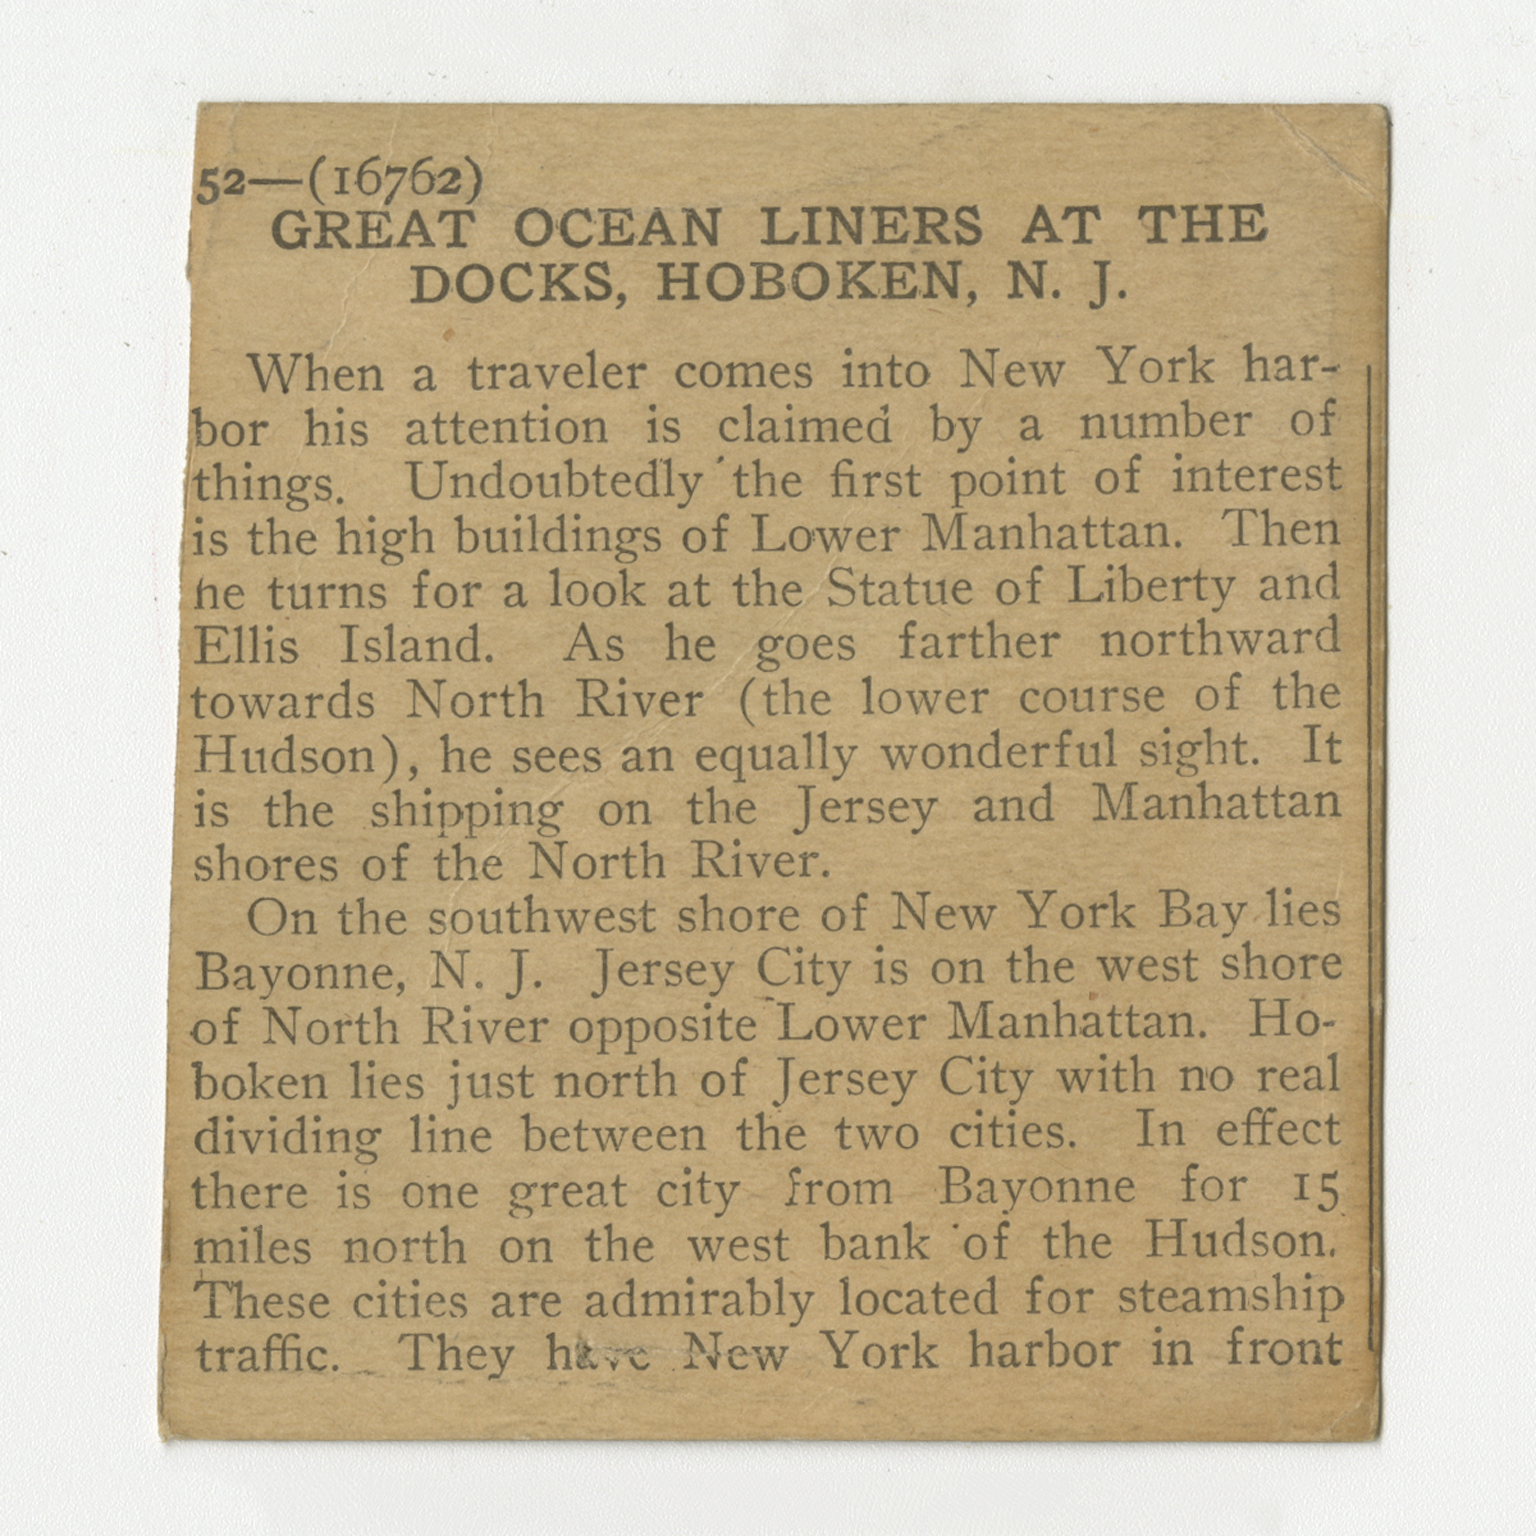 52—(16762)
GREAT OCEAN LINERS AT THE
DOCKS, HOBOKEN, N. J.
When a traveler comes into New York har-
bor his attention is claimed by a number of
things. Undoubtedly the first point of interest
is the high buildings of Lower Manhattan. Then
he turns for a look at the Statue of Liberty and
Ellis Island. As he goes farther northward
towards North River (the lower course of the
Hudson), he sees an equally wonderful sight. It
is the shipping on the Jersey and Manhattan
shores of the North River.
On the southwest shore of New York Bay lies
Bayonne, N. J. Jersey City is on the west shore
of North River opposite Lower Manhattan. Ho-
boken lies just north of Jersey City with no real
dividing line between the two cities. In effect
there is one great city from Bayonne for 15
miles north on the west bank of the Hudson.
These cities are admirably located for steamship
traffic. They have New York harbor in front